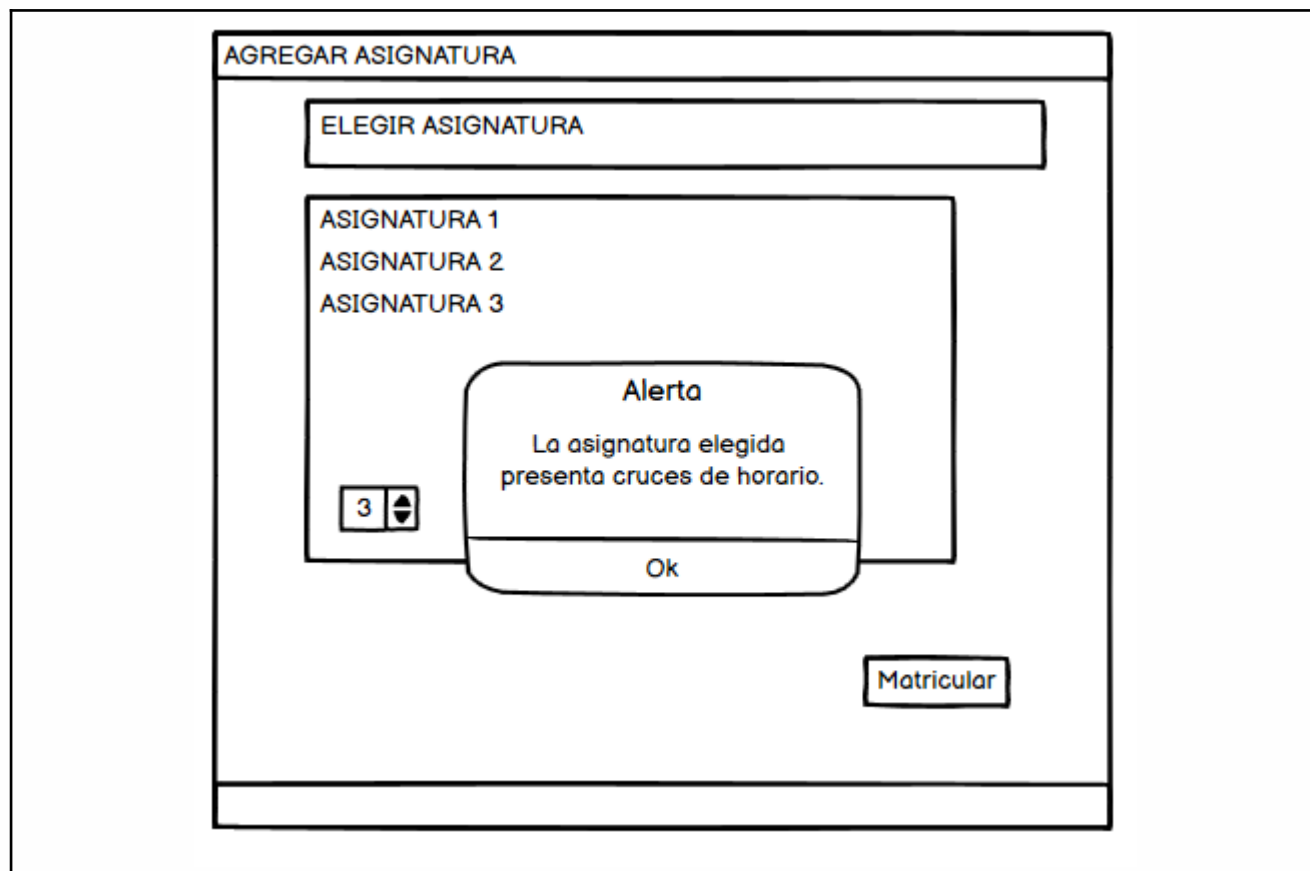 AGREGAR ASIGNATURA
ELEGIR ASIGNATURA
ASIGNATURA 1
ASIGNATURA 2
ASIGNATURA 3
Alerta
La asignatura elegida
presenta cruces de horario.
3
Ok
Matricular